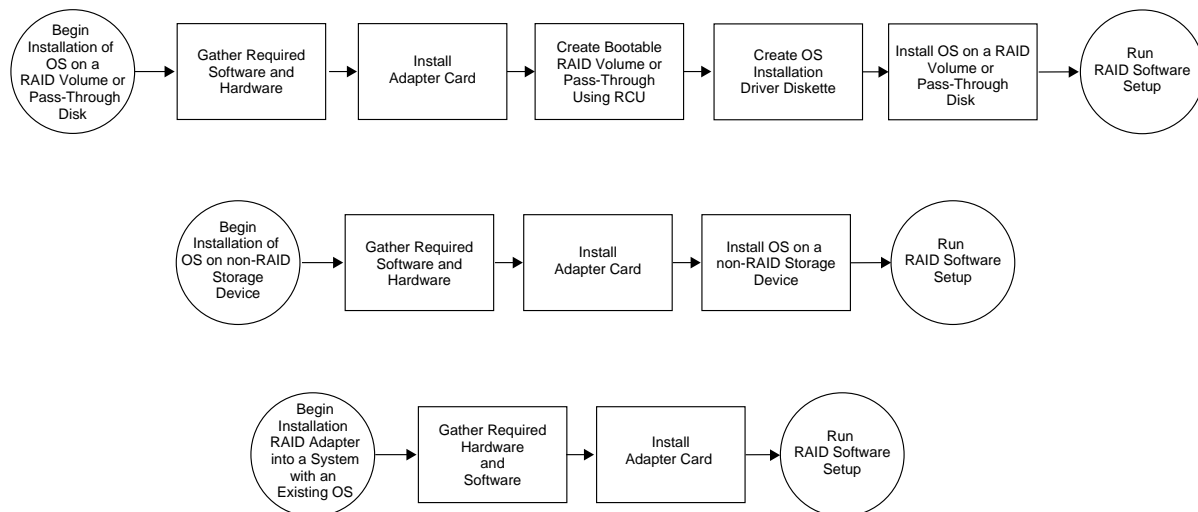 Begin
Installation of
OS on a
RAID Volume or
Pass-Through
Disk
Gather Required
Software and
Hardware
Install
Adapter Card
Create Bootable
RAID Volume or
Pass-Through
Using RCU
Create OS
Installation
Driver Diskette
Install OS on a RAID
Volume or
Pass-Through
Disk
Run
RAID Software
Setup
Begin
Installation of
OS on non-RAID
Storage
Device
Gather Required
Software and
Hardware
Install
Adapter Card
Install OS on a
non-RAID Storage
Device
Run
RAID Software
Setup
Begin
Installation
RAID Adapter
into a System
with an
Existing OS
Gather Required
Hardware
and
Software
Install
Adapter Card
Run
RAID Software
Setup